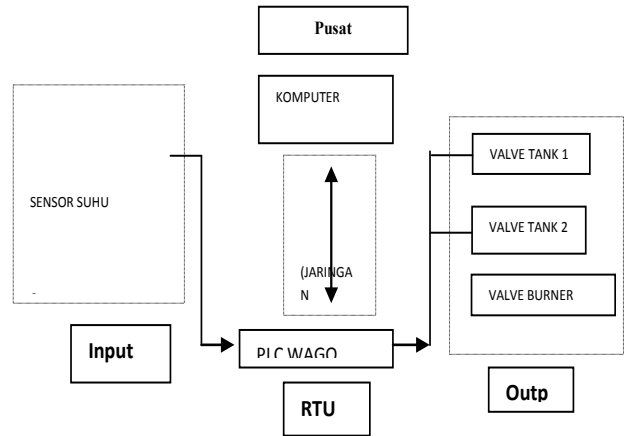 Pusat
KOMPUTER
SENSOR SUHU
-
(JARINGA
N
VALVE TANK 1
VALVE TANK 2
VALVE BURNER
PLC WAGO
Input
RTU
Outp